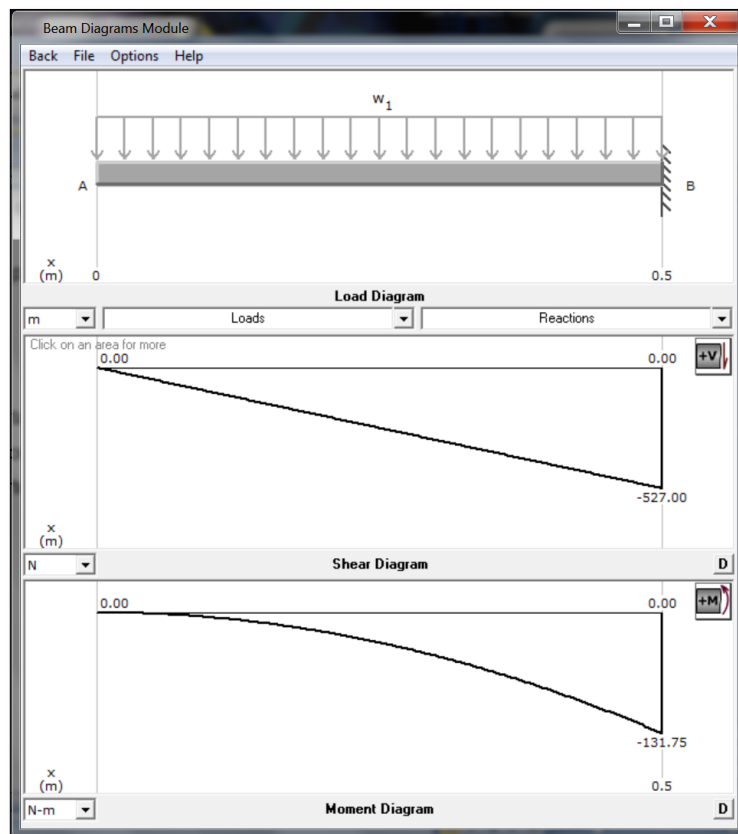 Beam Diagrams Module
Back File Options Help
w1
A B
x
(m) 0 0.5
Load Diagram
m Loads Reactions
Click on an area for more
0.00 0.00 +V
-527.00
x
(m)
N Shear Diagram D
0.00 0.00 +M
-131.75
x
(m) 0.5
N-m Moment Diagram D